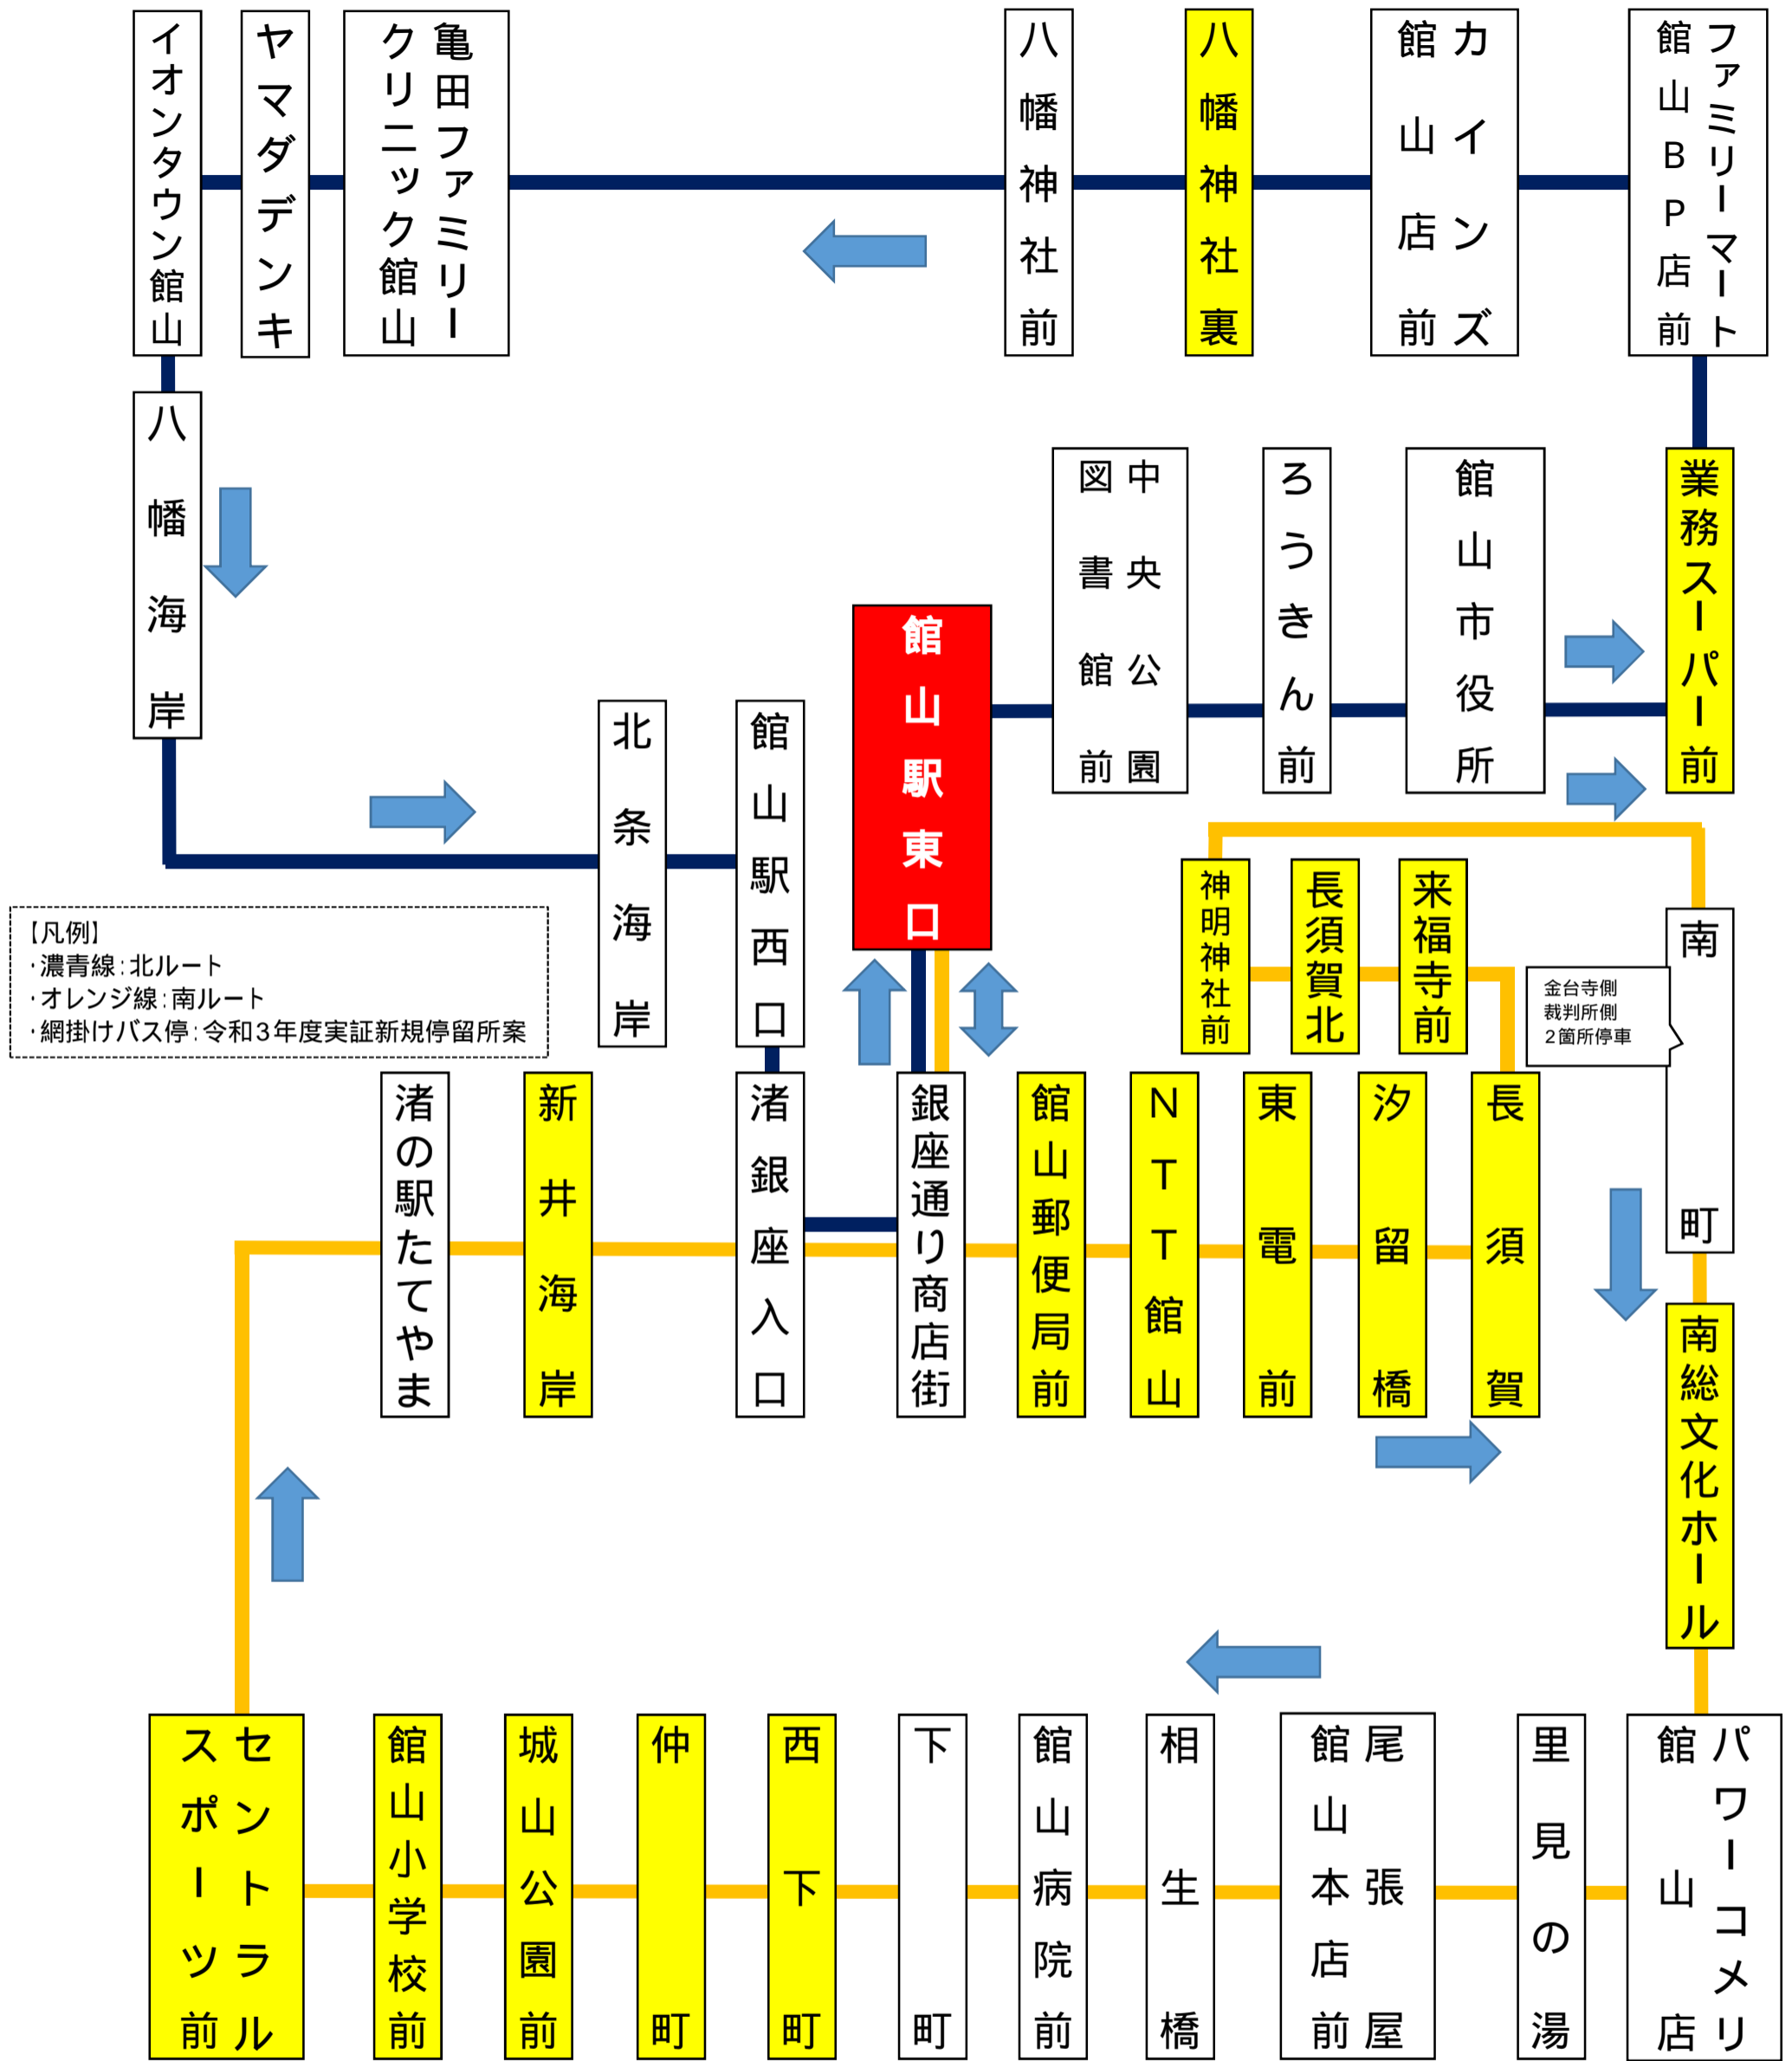 イオンタウン館山
ヤマダデンキ
亀田ファミリー
クリニック館山
八幡神社前
八幡神社裏
カインズ
館山店前
ファミリーマート
館山BP店前
八幡海岸
中央公園
図書館前
ろうきん前
館山市役所
業務スーパー前
館山駅東口
北条海岸
館山駅西口
神明神社前
長須賀北
来福寺前
南町
金台寺側
裁判所側
2箇所停車
【凡例】
・濃青線:北ルート
・オレンジ線:南ルート
・網掛けバス停:令和3年度実証新規停留所案
渚の駅たてやま
新井海岸
渚銀座入口
銀座通り商店街
館山郵便局前
NTT館山
東電前
汐留橋
長須賀
南総文化ホール
セントラル
スポーツ前
館山小学校前
城山公園前
仲町
西下町
下町
館山病院前
相生橋
尾張屋
館山本店前
里見の湯
パワーコメリ
館山店